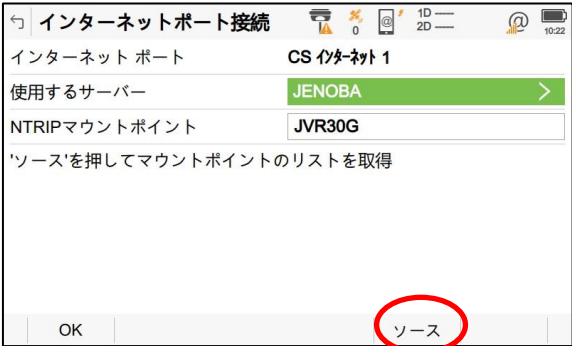 インターネットポート接続 0 @ 1D 2D @ 10:22
インターネット ポート CS インターネット 1
使用するサーバー JENOBA
NTRIPマウントポイント JVR30G
'ソース'を押してマウントポイントのリストを取得
OK ソース